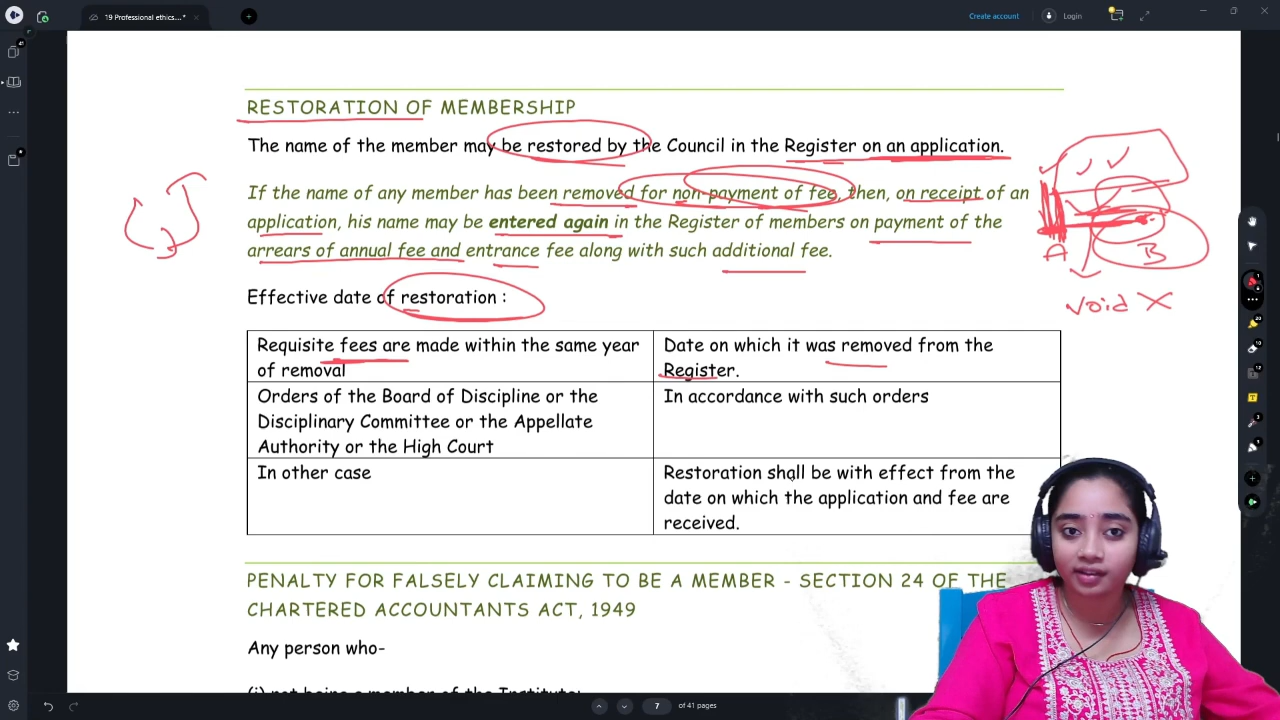 19 Professional ethics....*
Create account
Login
RESTORATION OF MEMBERSHIP
The name of the member may be restored by the Council in the Register on an application.
If the name of any member has been removed for non-payment of fee, then, on receipt of an
application, his name may be entered again in the Register of members on payment of the
arrears of annual fee and entrance fee along with such additional fee.
Effective date of restoration :
Requisite fees are made within the same year
of removal
Date on which it was removed from the
Register.
Orders of the Board of Discipline or the
Disciplinary Committee or the Appellate
Authority or the High Court
In accordance with such orders
In other case
Restoration shall be with effect from the
date on which the application and fee are
received.
A
B
void X
PENALTY FOR FALSELY CLAIMING TO BE A MEMBER - SECTION 24 OF THE
CHARTERED ACCOUNTANTS ACT, 1949
Any person who-
(i) not being a member of the Institute:
7 of 41 pages